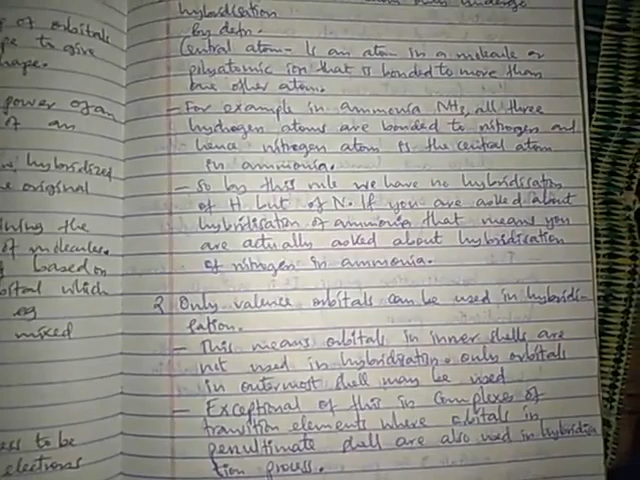 g of orbitals
pe to give
hape.
power of an
of an
hybridized
e original
ining the
of molecules.
based on
bital which
eg
mixed
ess to be
electrons
undergo
hybridisation
By defn.
Central atom - Is an atom in a molecule or
polyatomic ion that is bonded to more than
one other atom.
- For example in ammonia NH3, all three
hydrogen atoms are bonded to nitrogen and
hence nitrogen atom is the central atom
in ammonia.
- So by this rule we have no hybridisation
of H but of N. If you are asked about
hybridisation of ammonia that means you
are actually asked about hybridisation
of nitrogen in ammonia.
2 Only valence orbitals can be used in hybridi-
sation.
- This means orbitals in inner shells are
not used in hybridization. only orbitals
in outermost shell may be used
- Exceptional of this in complexes of
transition elements where orbitals in
penultimate shell are also used in hybridisa
tion process.